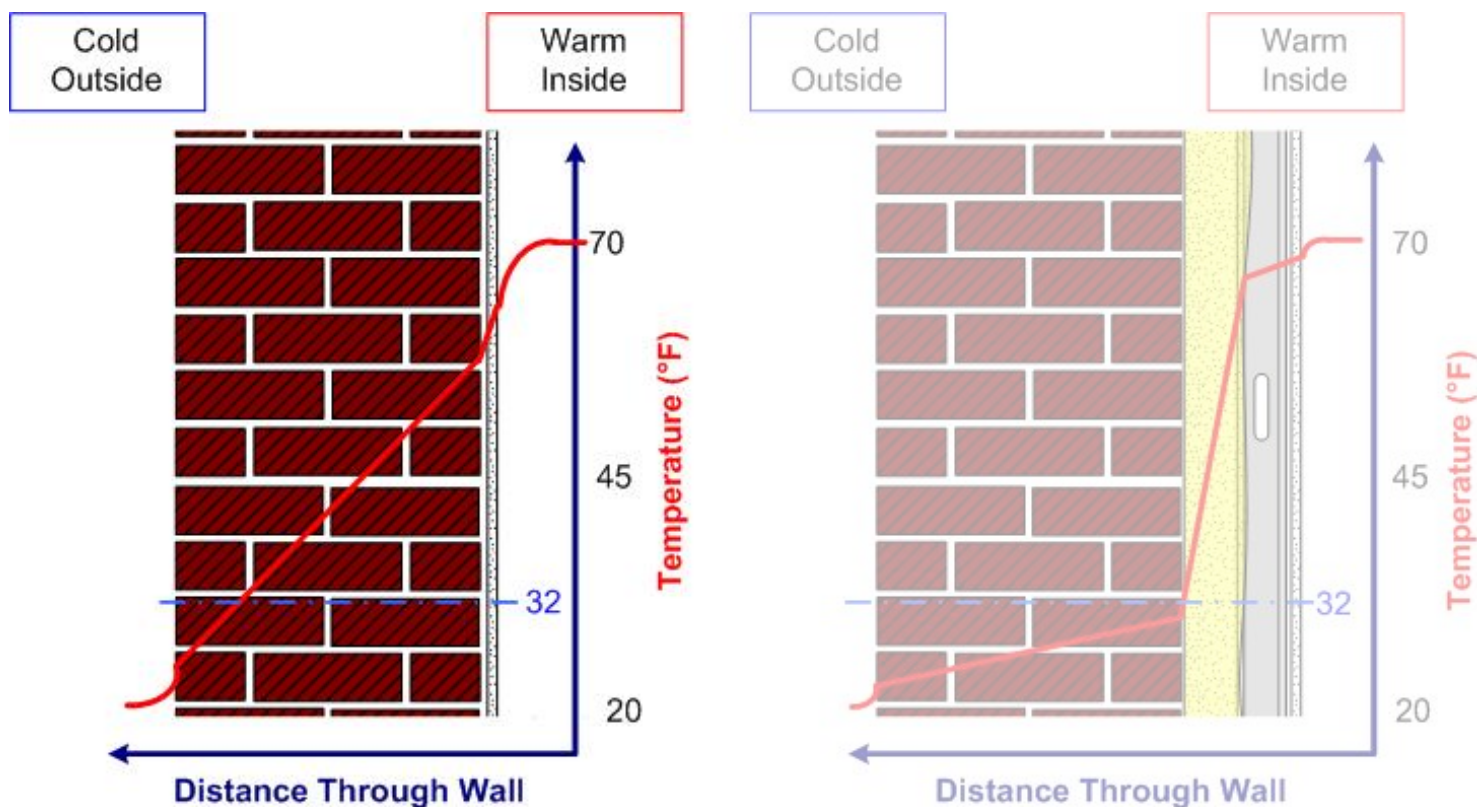 Cold
Outside
Warm
Inside
70
45
32
20
Temperature (°F)
Distance Through Wall
Cold
Outside
Warm
Inside
70
45
32
20
Temperature (°F)
Distance Through Wall